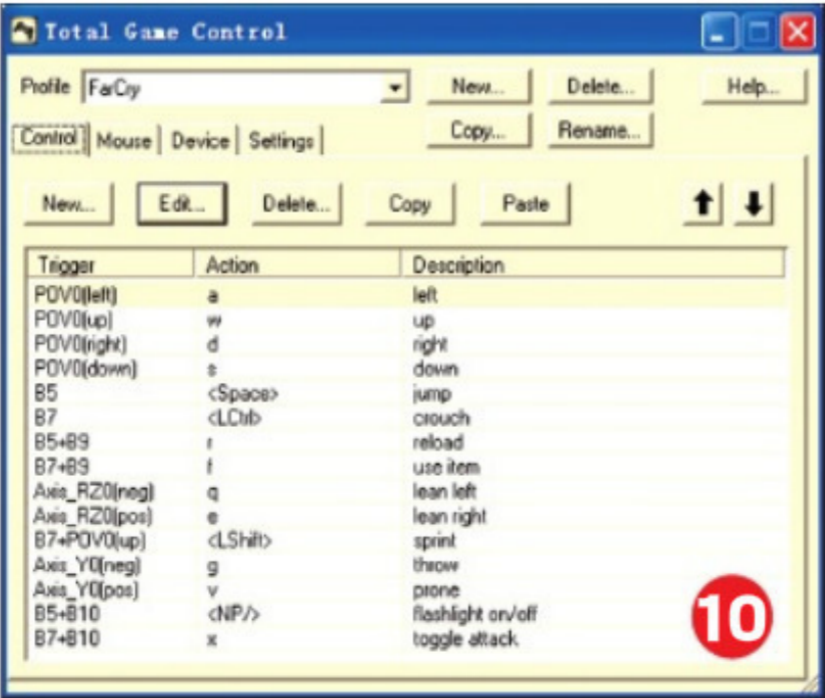 Total Game Control
Profile FarCry New... Delete... Help...
Control Mouse Device Settings Copy... Rename...
New... Edit... Delete... Copy Paste
Trigger Action Description
POV0(left) a left
POV0(up) w up
POV0(right) d right
POV0(down) s down
B5 <Space> jump
B7 <LCtrl> crouch
B5+B9 r reload
B7+B9 f use item
Axis_RZ0(neg) q lean left
Axis_RZ0(pos) e lean right
B7+POV0(up) <LShift> sprint
Axis_Y0(neg) g throw
Axis_Y0(pos) v prone
B5+B10 <NP/> flashlight on/off
B7+B10 x toggle attack
10